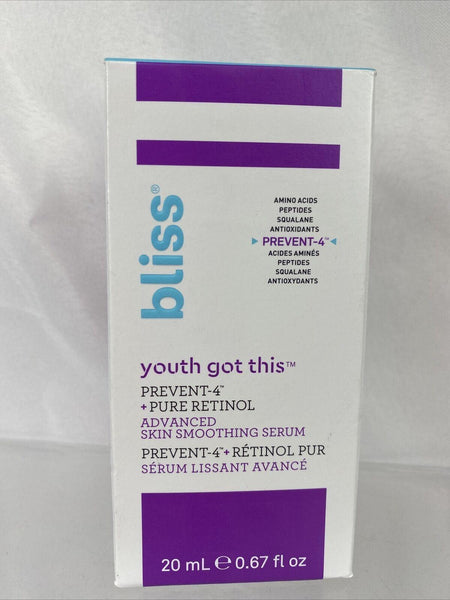 bliss®
AMINO ACIDS
PEPTIDES
SQUALANE
ANTIOXIDANTS
PREVENT-4™
ACIDES AMINÉS
PEPTIDES
SQUALANE
ANTIOXYDANTS
youth got this™
PREVENT-4™
+PURE RETINOL
ADVANCED
SKIN SMOOTHING SERUM
PREVENT-4™+ RÉTINOL PUR
SÉRUM LISSANT AVANCÉ
20 mL ℮ 0.67 fl oz